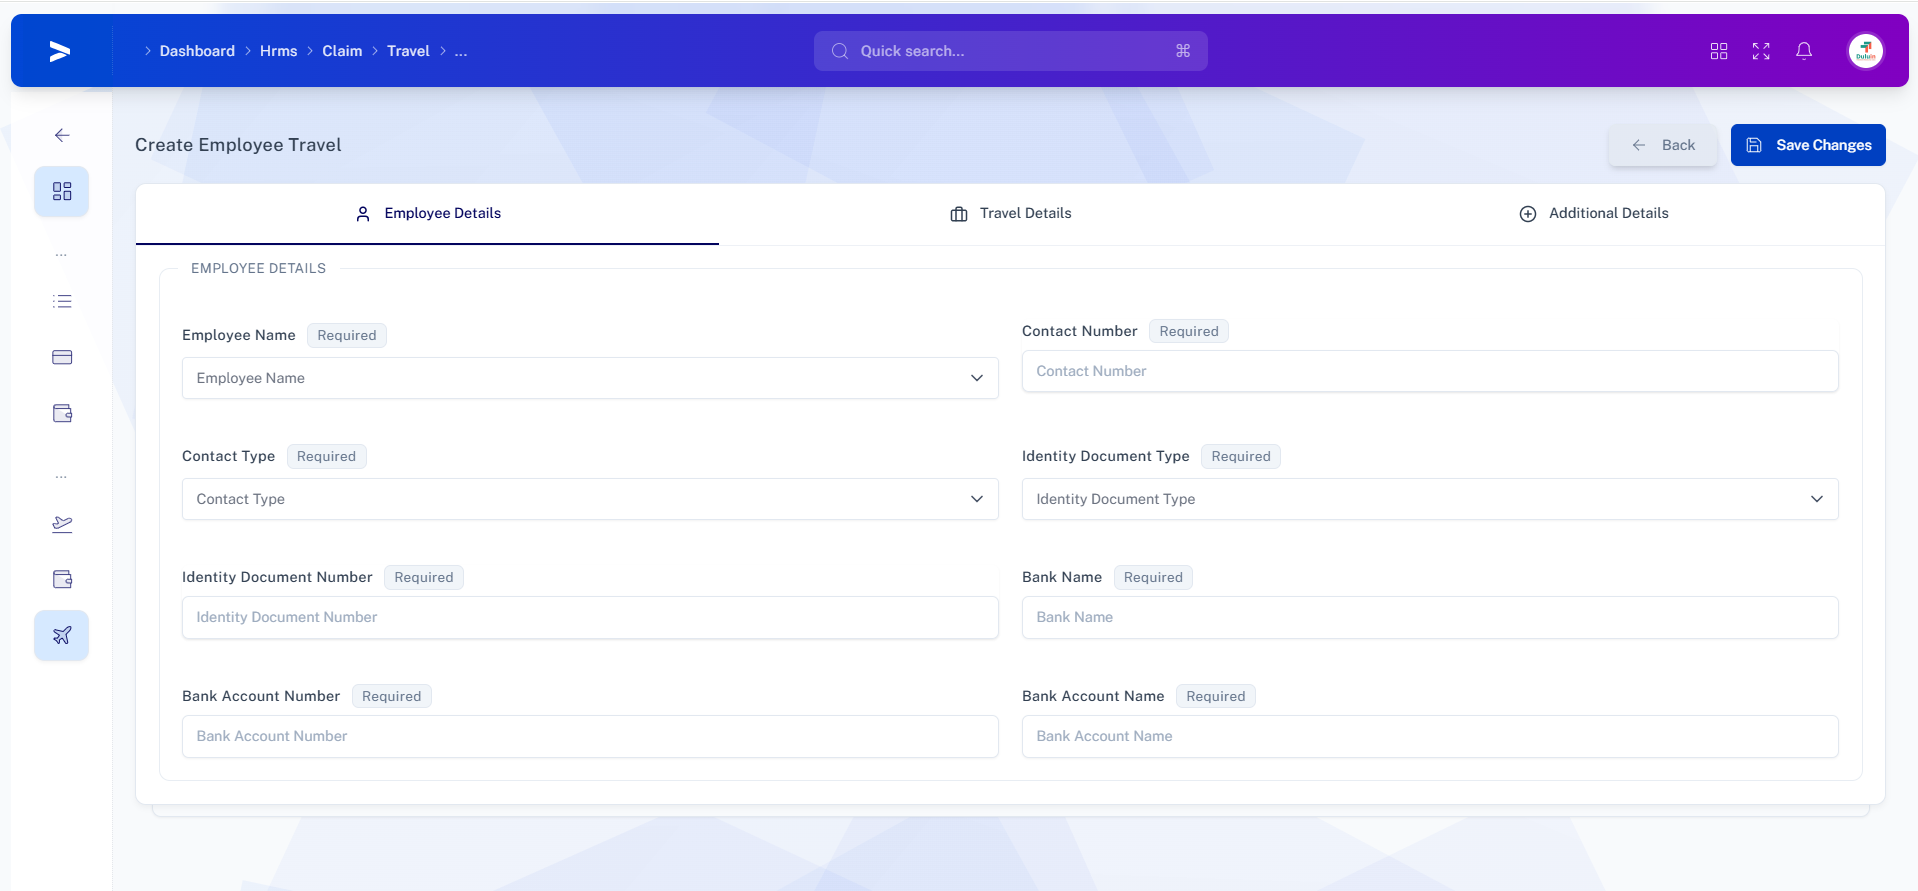 Dashboard Hrms Claim Travel ...
Quick search... ⌘
Duluin
Create Employee Travel
Back
Save Changes
Employee Details
Travel Details
Additional Details
...
EMPLOYEE DETAILS
Employee Name Required
Employee Name
Contact Number Required
Contact Number
Contact Type Required
Contact Type
Identity Document Type Required
Identity Document Type
...
Identity Document Number Required
Identity Document Number
Bank Name Required
Bank Name
Bank Account Number Required
Bank Account Number
Bank Account Name Required
Bank Account Name